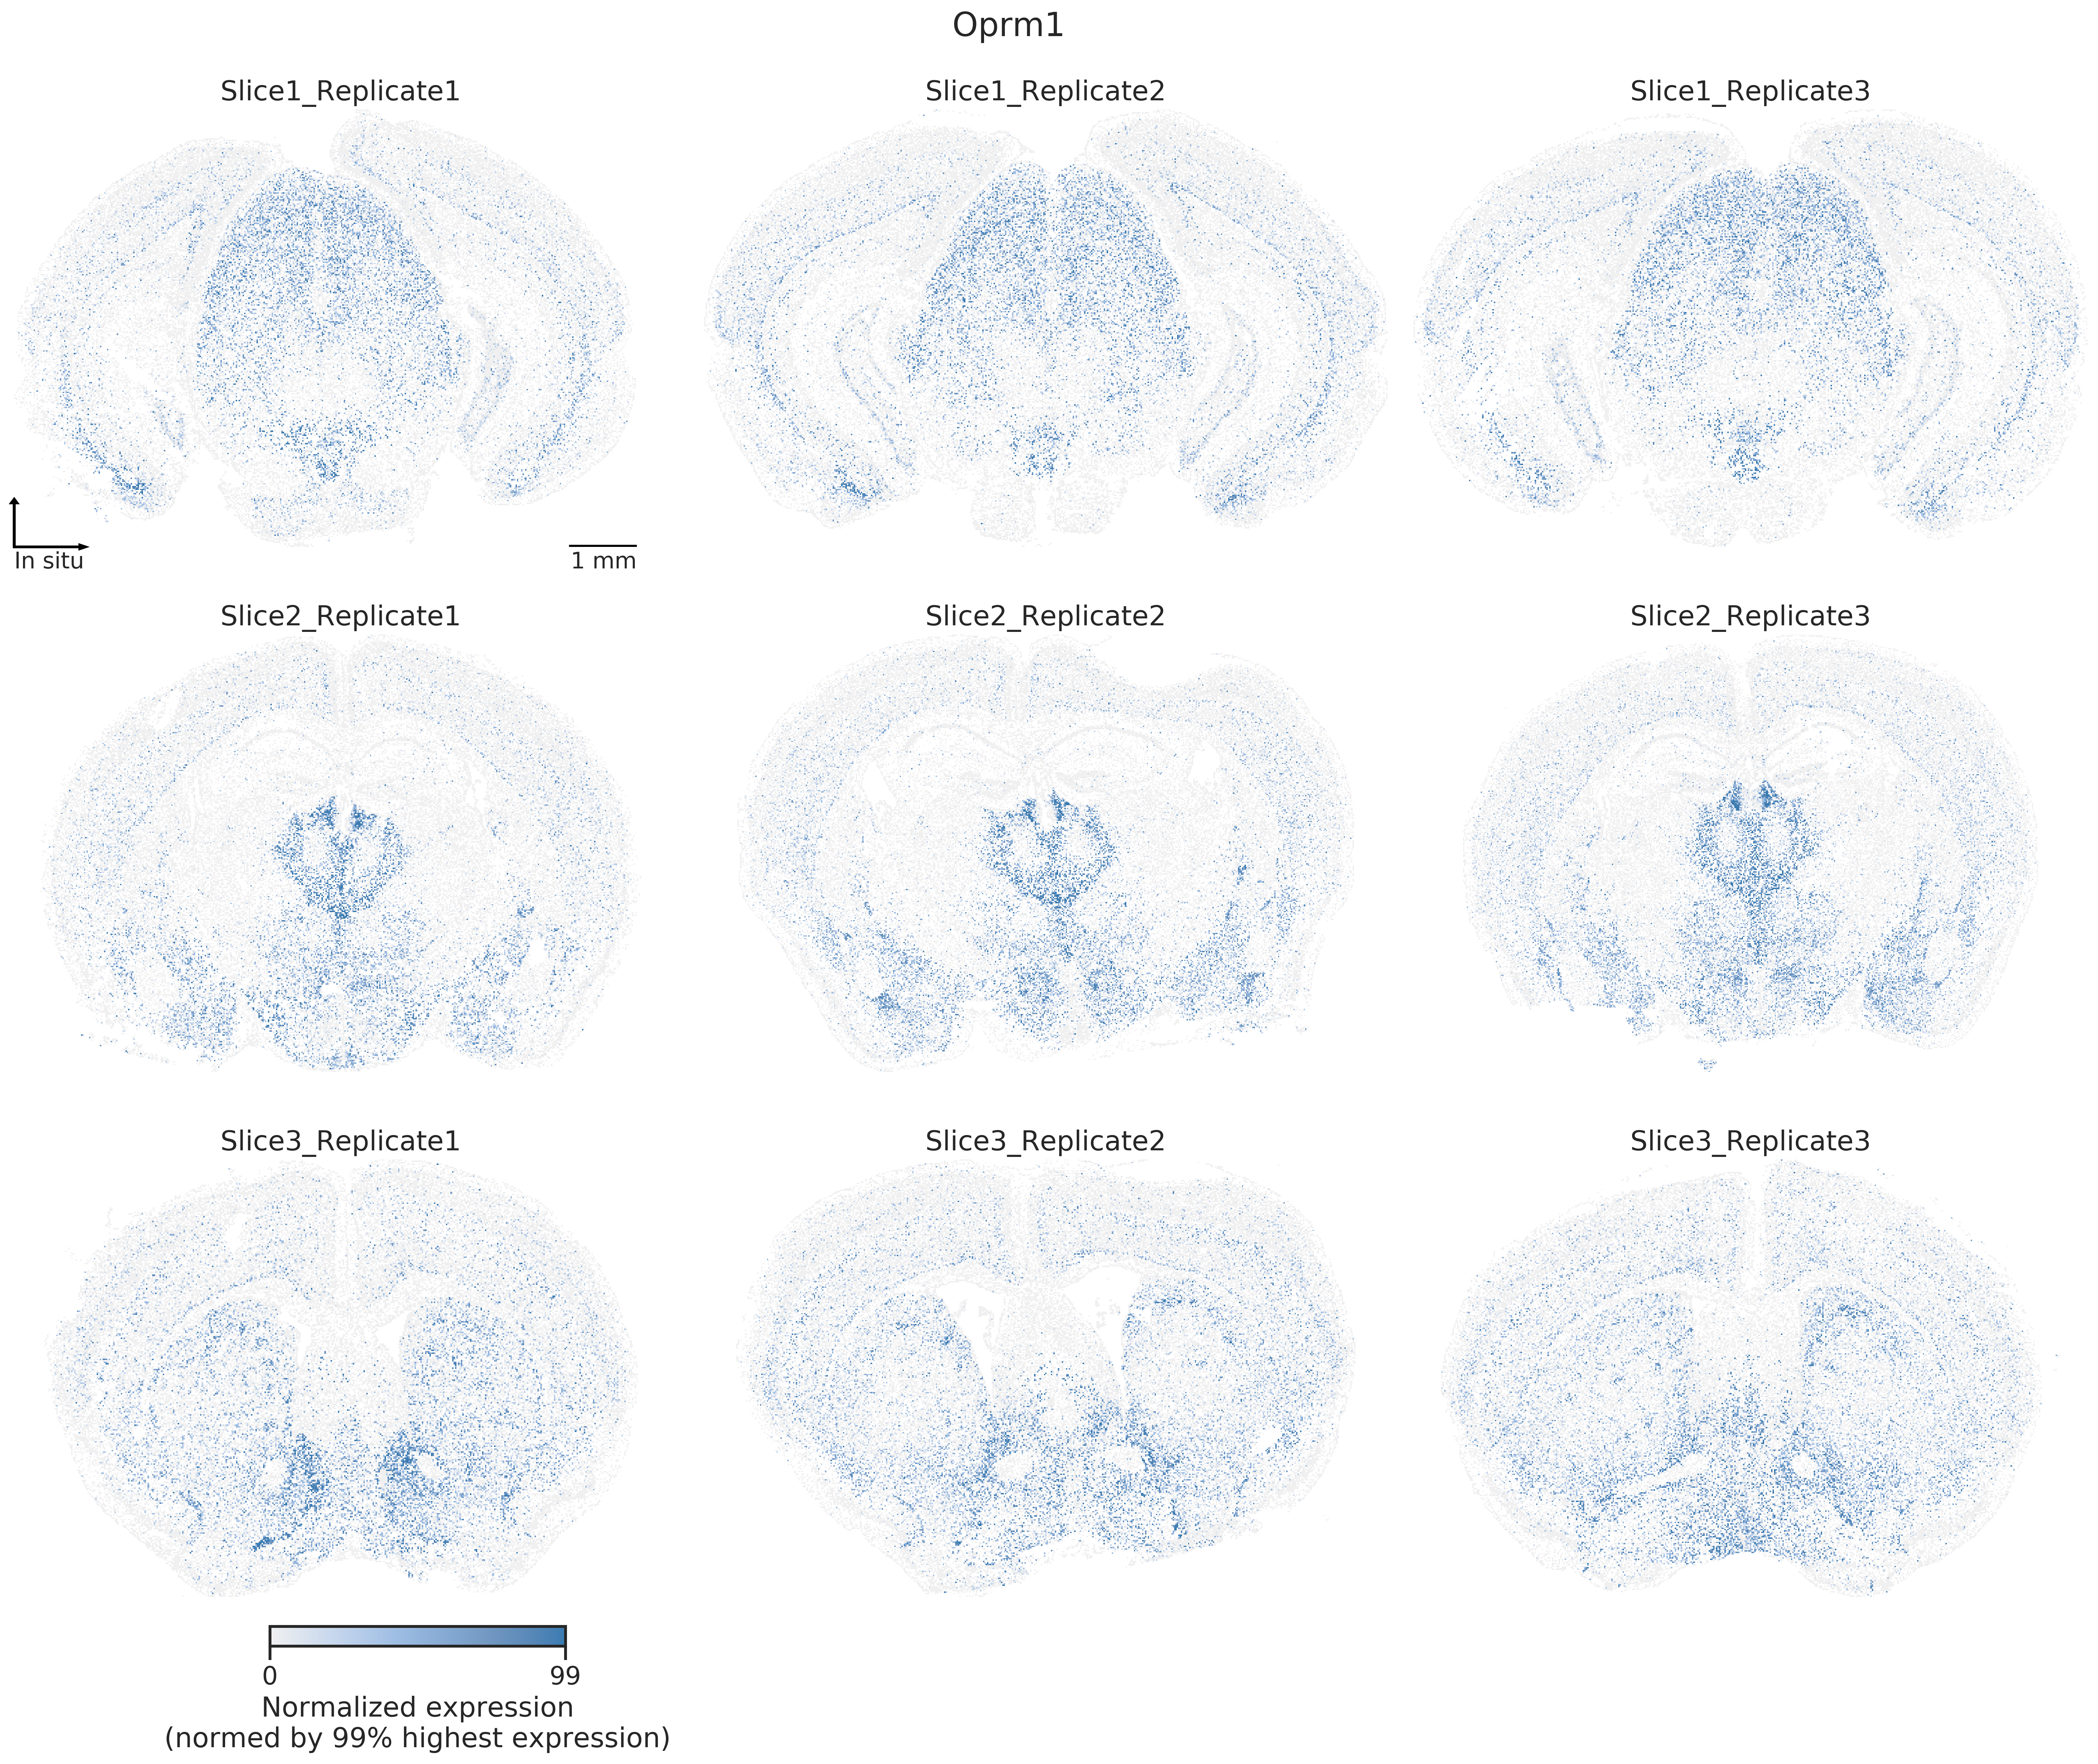 Oprm1
Slice1_Replicate1
Slice1_Replicate2
Slice1_Replicate3
In situ
1 mm
Slice2_Replicate1
Slice2_Replicate2
Slice2_Replicate3
Slice3_Replicate1
Slice3_Replicate2
Slice3_Replicate3
0
99
Normalized expression
(normed by 99% highest expression)